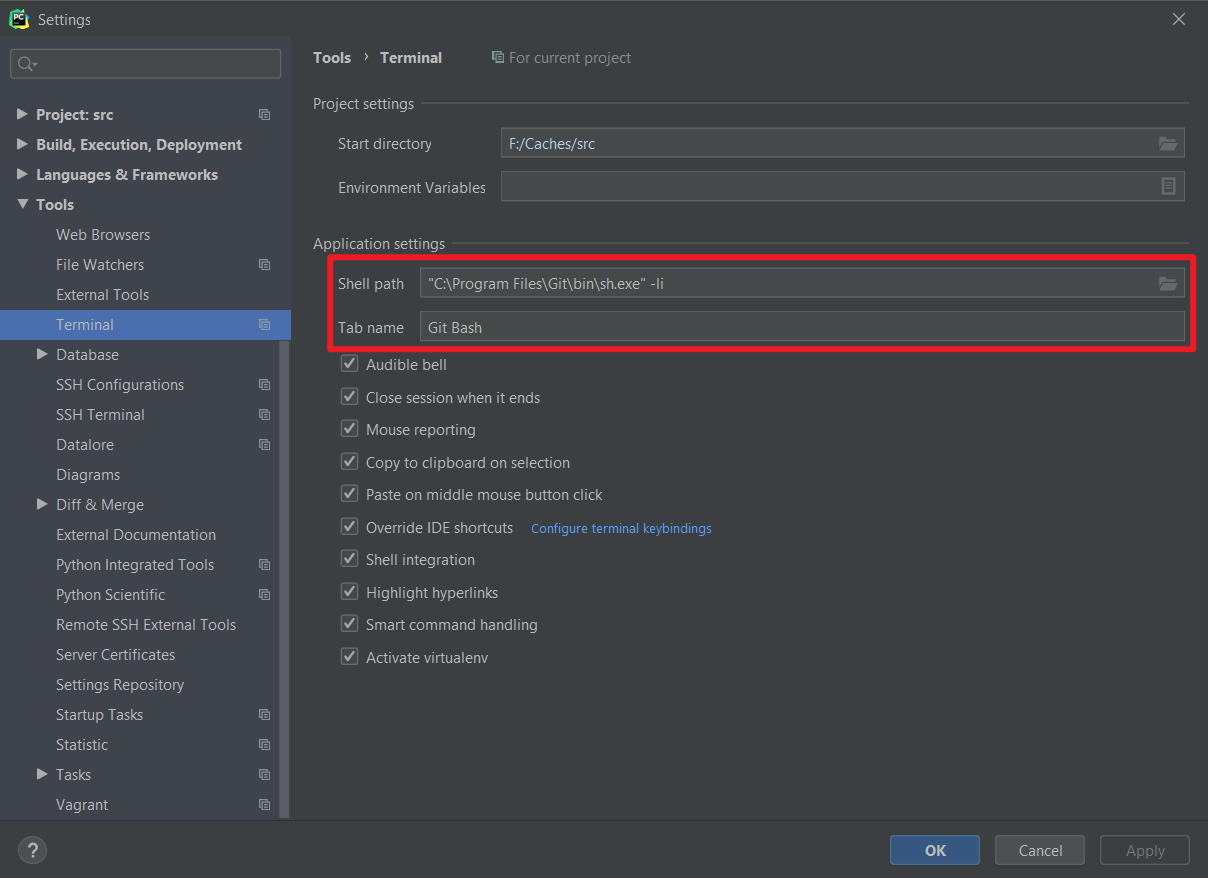 PC
Settings
Tools › Terminal For current project
Project: src
Build, Execution, Deployment
Languages & Frameworks
Tools
Web Browsers
File Watchers
External Tools
Terminal
Database
SSH Configurations
SSH Terminal
Datalore
Diagrams
Diff & Merge
External Documentation
Python Integrated Tools
Python Scientific
Remote SSH External Tools
Server Certificates
Settings Repository
Startup Tasks
Statistic
Tasks
Vagrant
Project settings
Start directory F:/Caches/src
Environment Variables
Application settings
Shell path "C:\Program Files\Git\bin\sh.exe" -li
Tab name Git Bash
Audible bell
Close session when it ends
Mouse reporting
Copy to clipboard on selection
Paste on middle mouse button click
Override IDE shortcuts Configure terminal keybindings
Shell integration
Highlight hyperlinks
Smart command handling
Activate virtualenv
? OK Cancel Apply